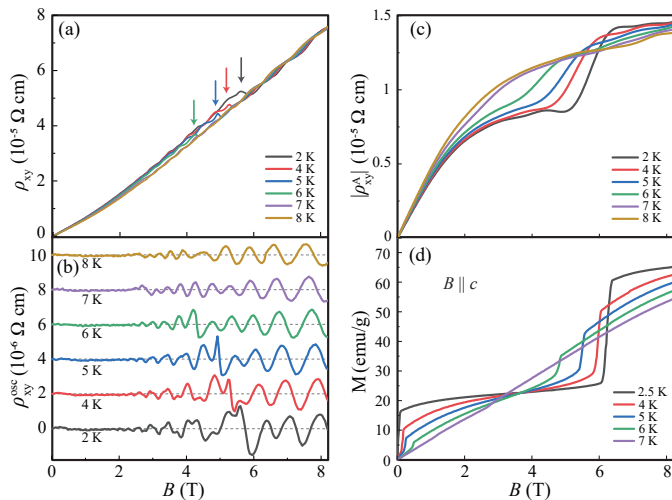 (a)
ρxy (10⁻⁵ Ω cm)
8
6
4
2
0
2 K
4 K
5 K
6 K
7 K
8 K
(b)
ρxy^osc (10⁻⁶ Ω cm)
10
8
6
4
2
0
8 K
7 K
6 K
5 K
4 K
2 K
0 2 4 6 8
B (T)
(c)
|ρxy^A| (10⁻⁵ Ω cm)
1.5
1
0.5
0
2 K
4 K
5 K
6 K
7 K
8 K
(d)
B ∥ c
M (emu/g)
70
60
50
40
30
20
10
0
2.5 K
4 K
5 K
6 K
7 K
0 2 4 6 8
B (T)